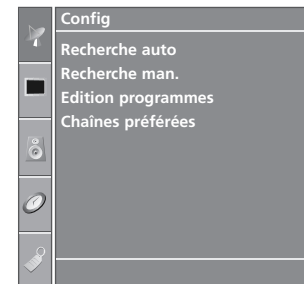 Config
Recherche auto
Recherche man.
Edition programmes
Chaînes préférées